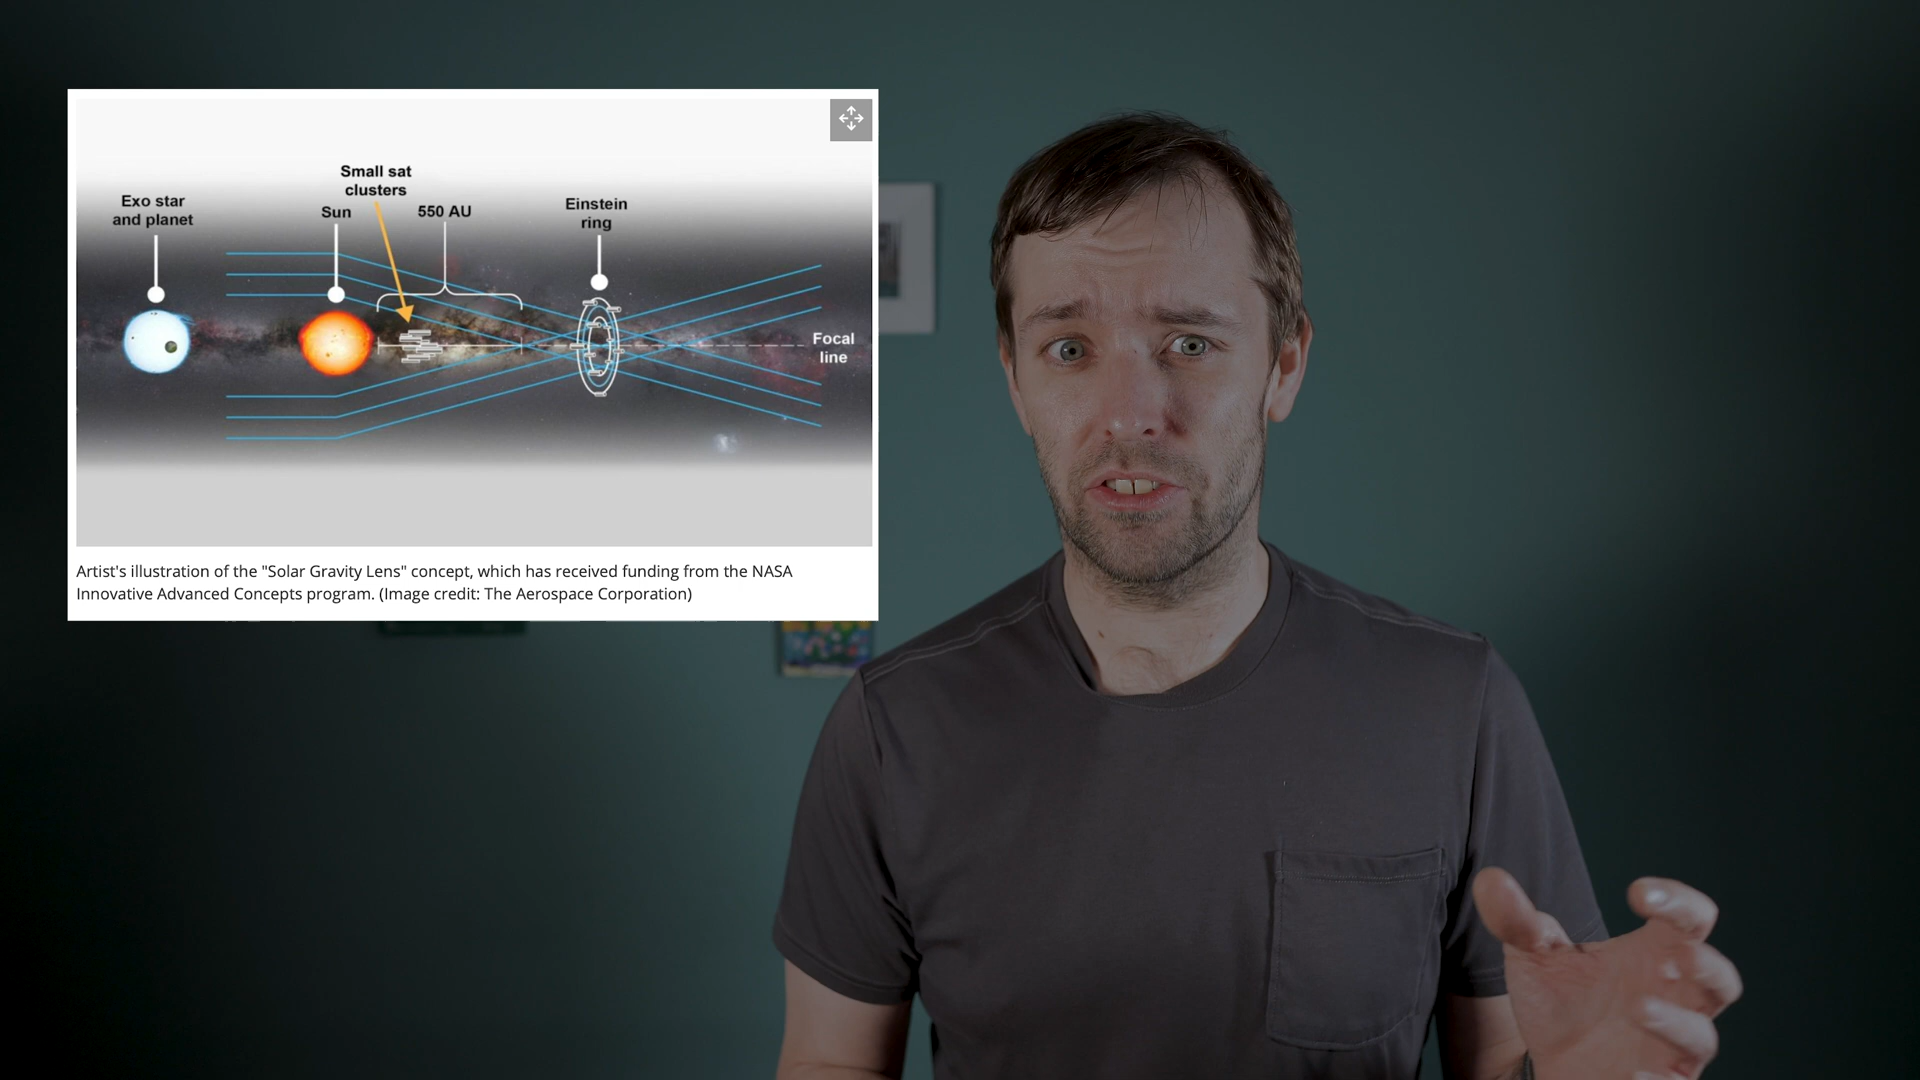 Small sat
clusters
Exo star
and planet
Sun
550 AU
Einstein
ring
Focal
line
Artist's illustration of the "Solar Gravity Lens" concept, which has received funding from the NASA
Innovative Advanced Concepts program. (Image credit: The Aerospace Corporation)